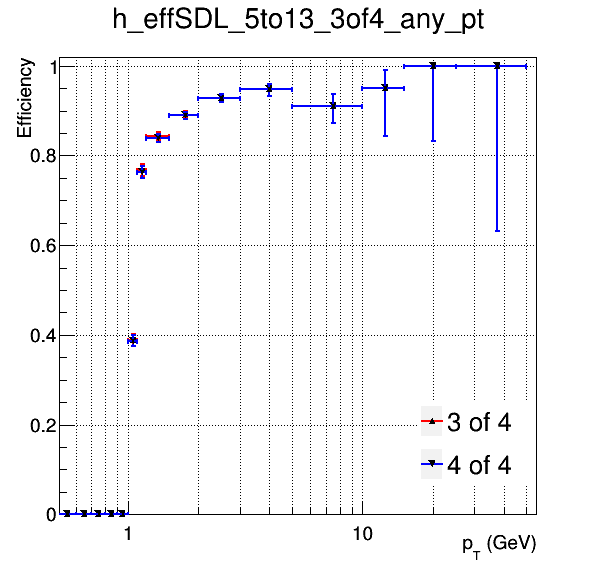 h_effSDL_5to13_3of4_any_pt
Efficiency
1
0.8
0.6
0.4
0.2
0
3 of 4
4 of 4
1 10
p_T (GeV)